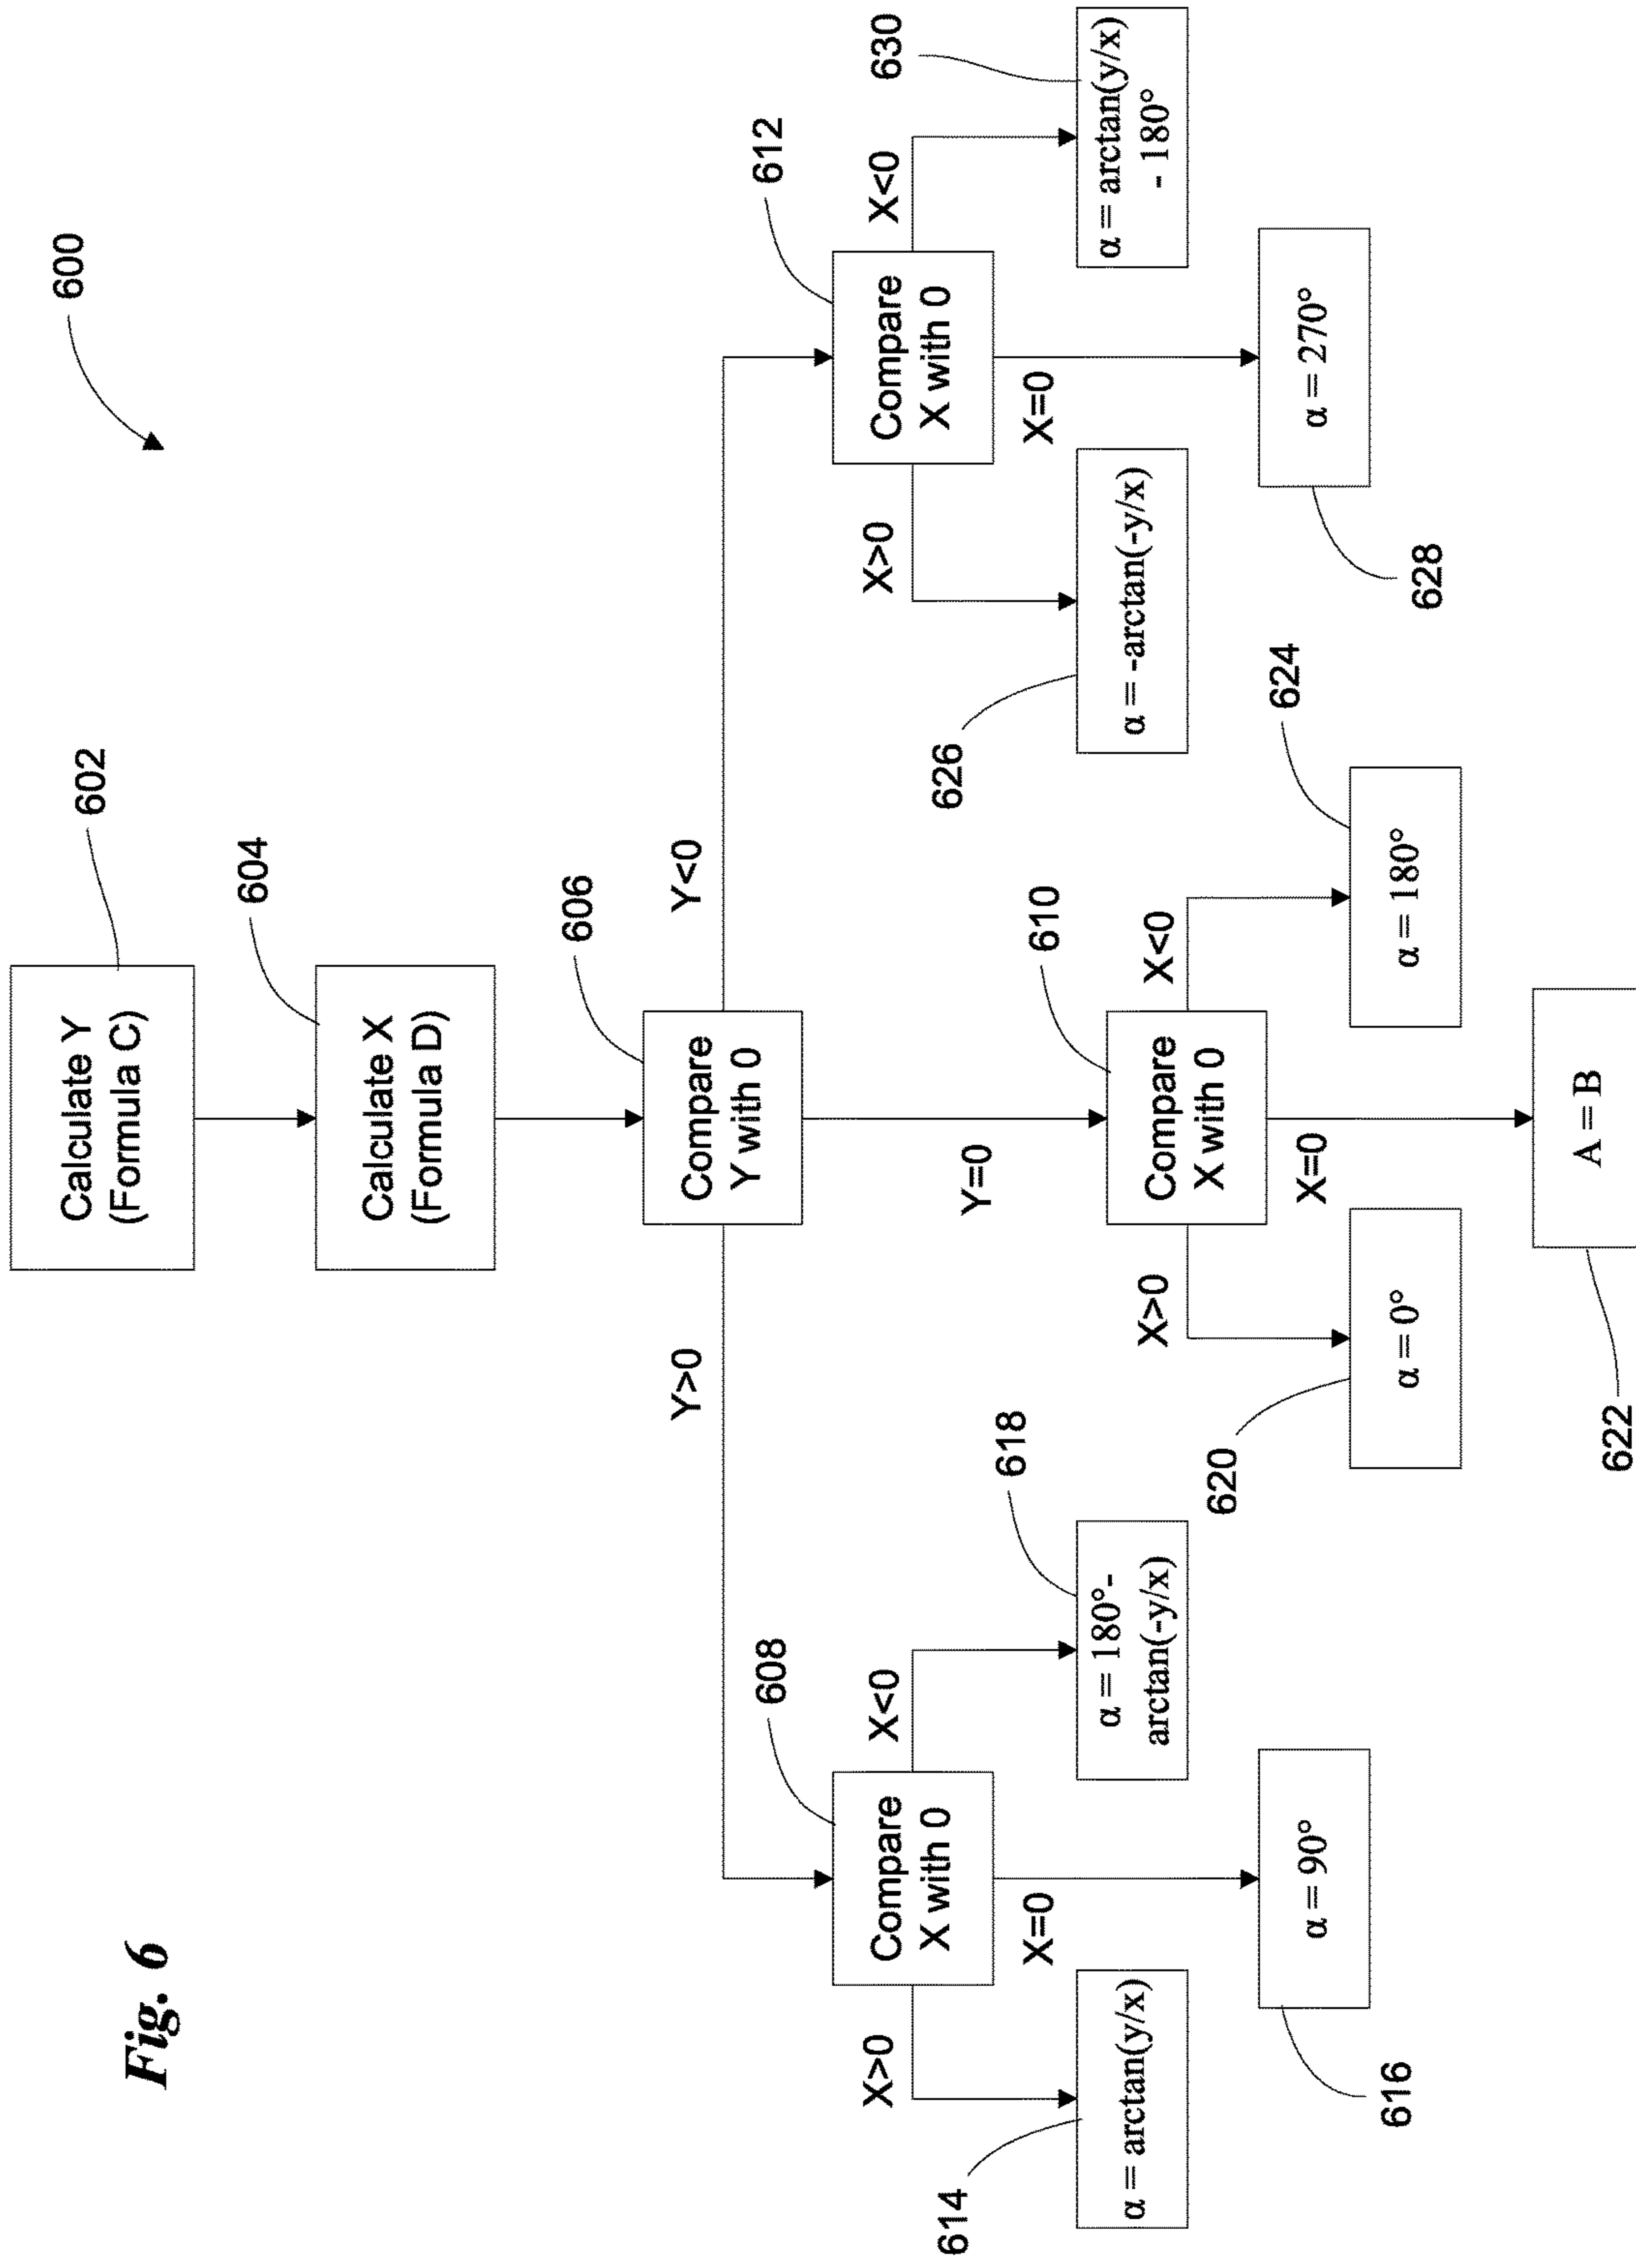 Fig. 6
600
Calculate Y
(Formula C)
602
Calculate X
(Formula D)
604
Compare
Y with 0
606
Y>0
Y=0
Y<0
Compare
X with 0
608
X>0
X=0
X<0
α = arctan(y/x)
614
α = 90°
616
α = 180°-
arctan(-y/x)
618
Compare
X with 0
610
X>0
X=0
X<0
α = 0°
620
A = B
622
α = 180°
624
Compare
X with 0
612
X>0
X=0
X<0
α = -arctan(-y/x)
626
α = 270°
628
α = arctan(y/x)
- 180°
630